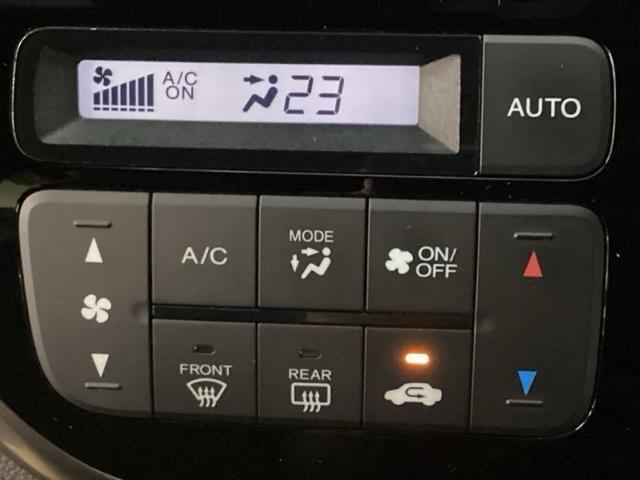 A/C
ON
23
AUTO
A/C
MODE
ON/
OFF
FRONT
REAR